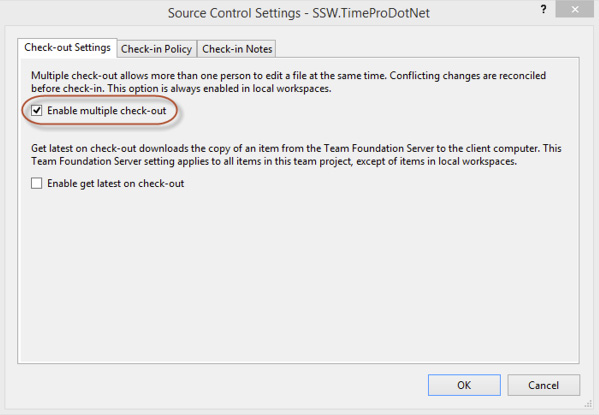 Source Control Settings - SSW.TimeProDotNet
?
Check-out Settings
Check-in Policy
Check-in Notes
Multiple check-out allows more than one person to edit a file at the same time. Conflicting changes are reconciled
before check-in. This option is always enabled in local workspaces.
Enable multiple check-out
Get latest on check-out downloads the copy of an item from the Team Foundation Server to the client computer. This
Team Foundation Server setting applies to all items in this team project, except of items in local workspaces.
Enable get latest on check-out
OK
Cancel